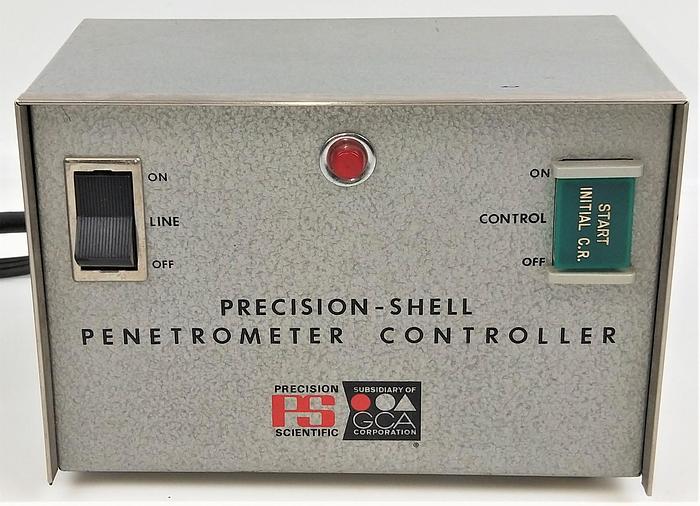 ON
LINE
OFF
ON
CONTROL
OFF
START
INITIAL C.R.
PRECISION-SHELL
PENETROMETER CONTROLLER
PRECISION
PS
SCIENTIFIC
SUBSIDIARY OF
GCA
CORPORATION
®